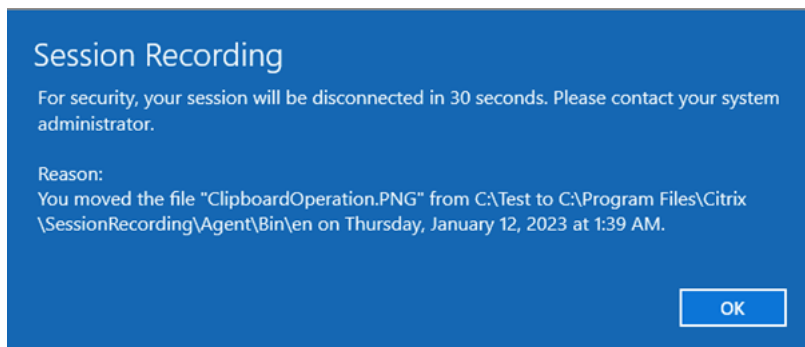 Session Recording
For security, your session will be disconnected in 30 seconds. Please contact your system
administrator.
Reason:
You moved the file "ClipboardOperation.PNG" from C:\Test to C:\Program Files\Citrix
\SessionRecording\Agent\Bin\en on Thursday, January 12, 2023 at 1:39 AM.
OK